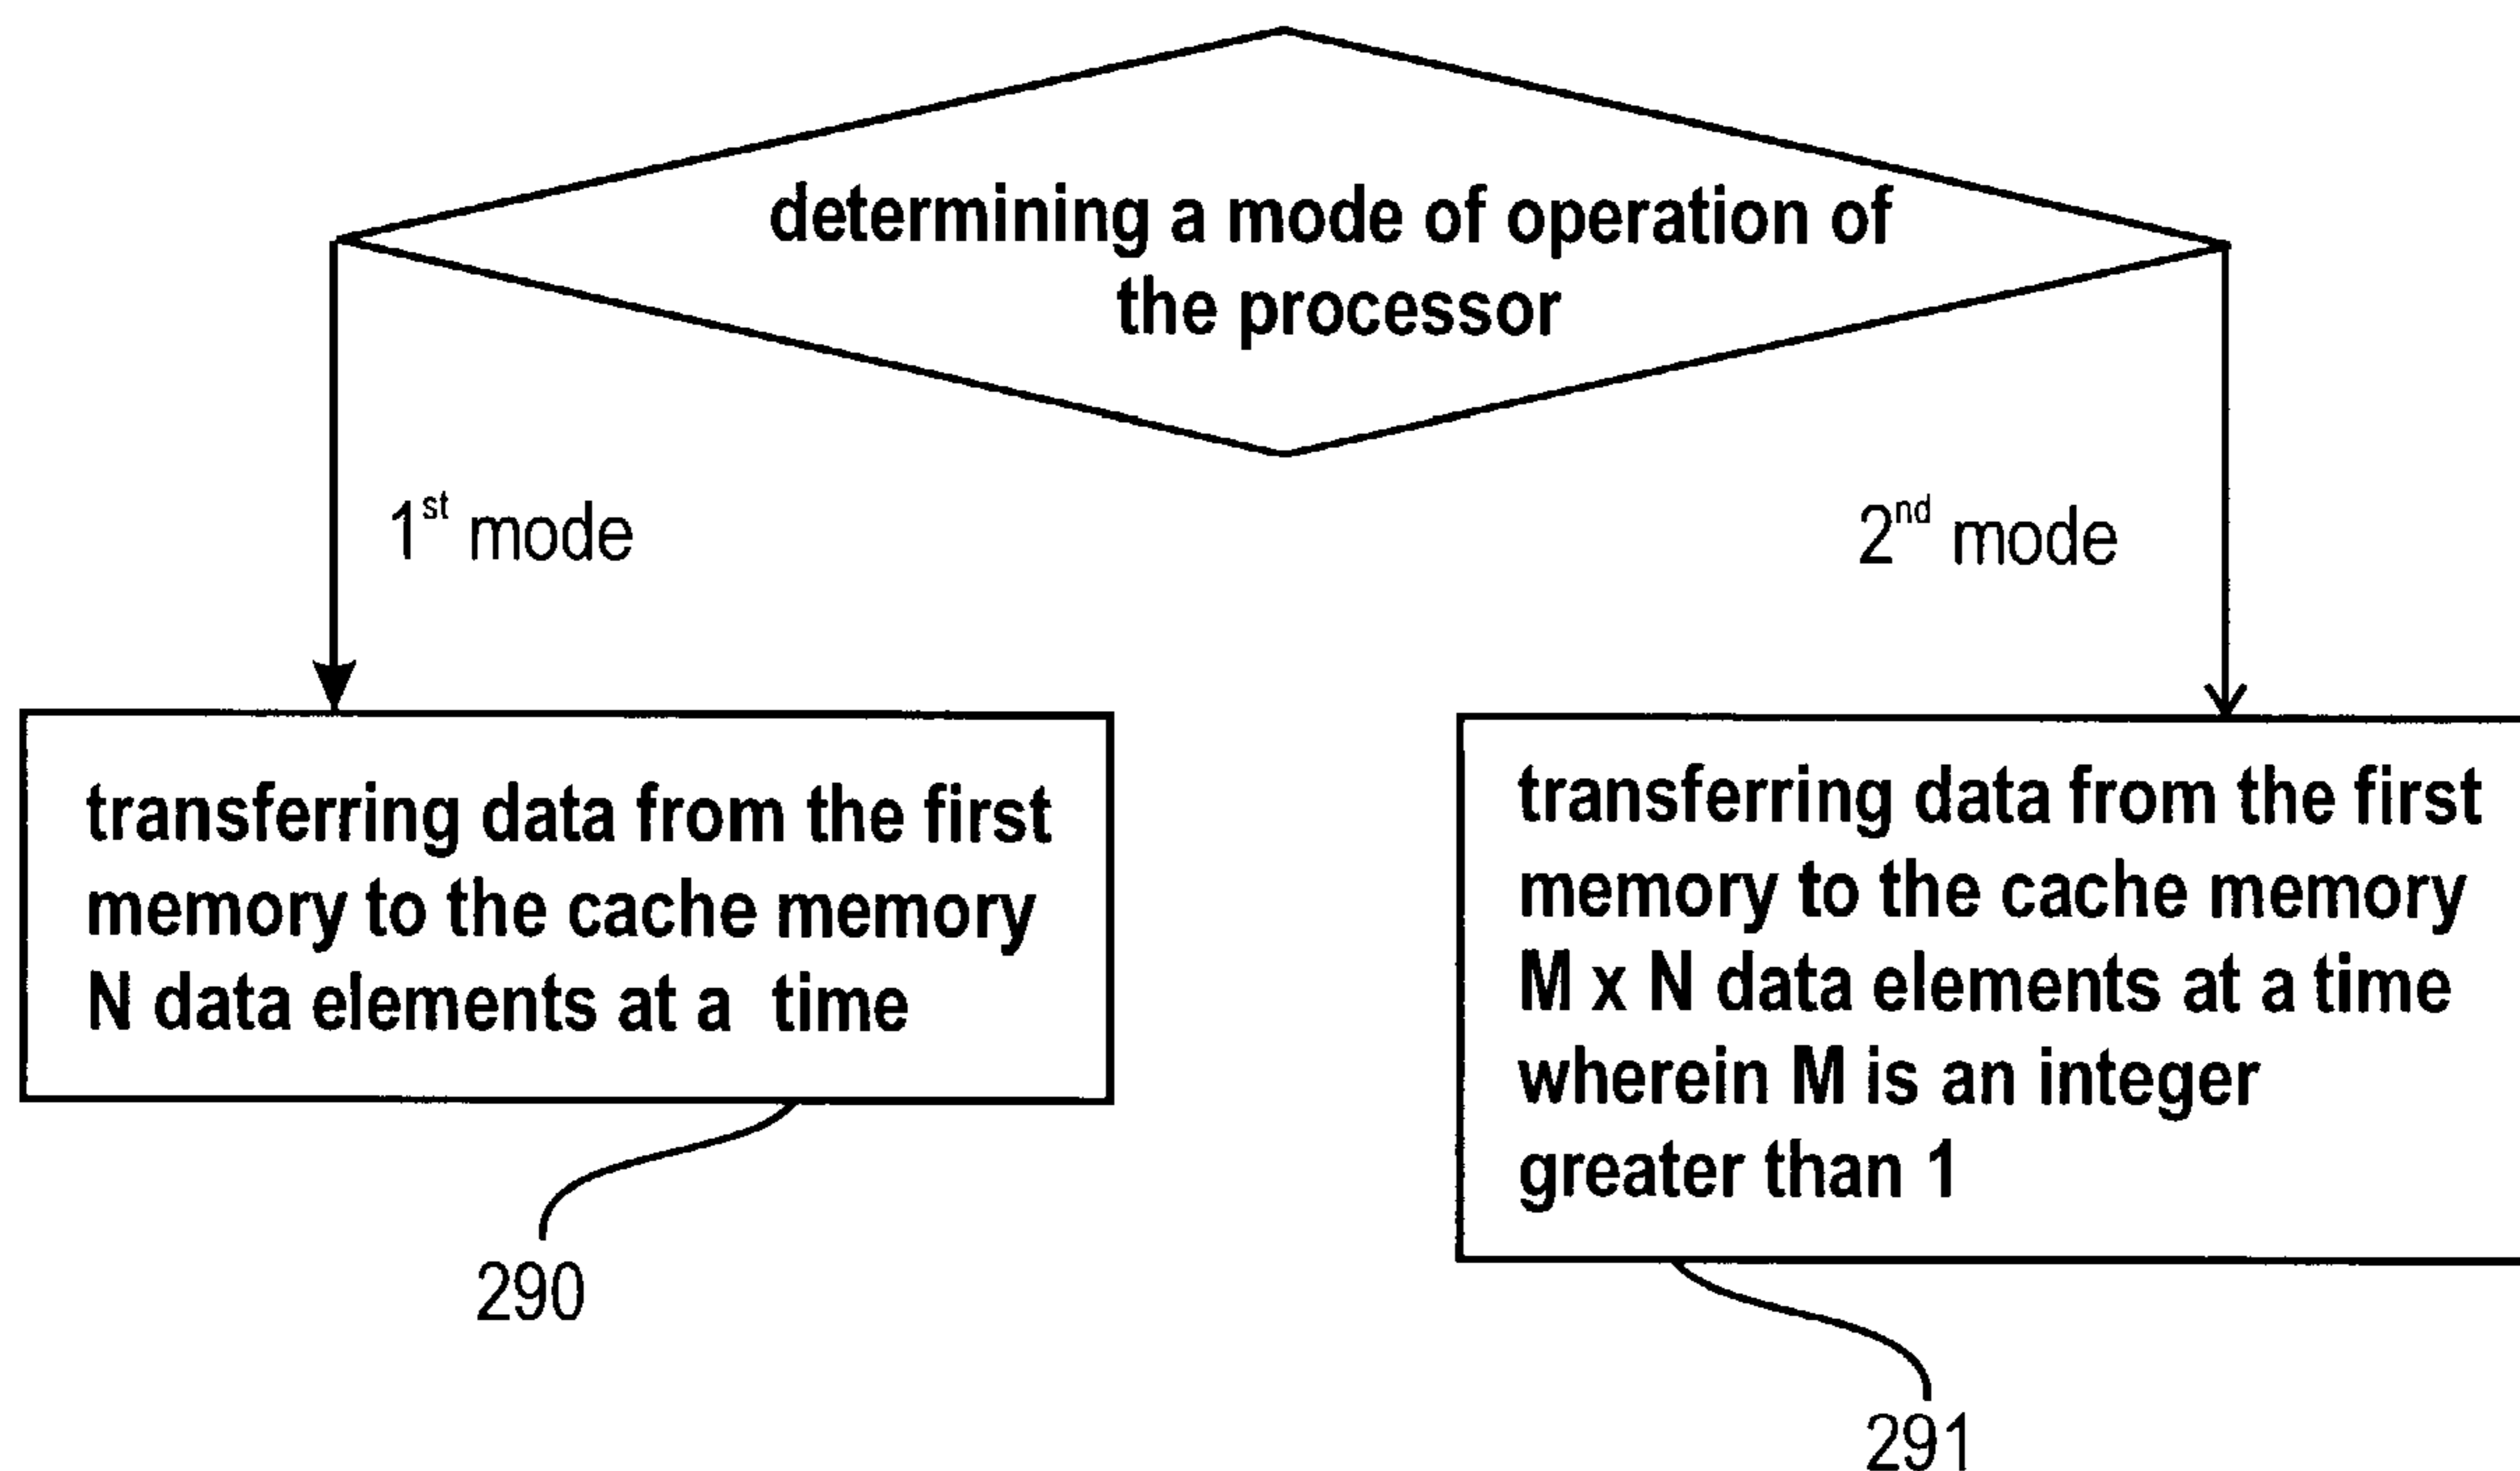 determining a mode of operation of
the processor
1st mode
2nd mode
transferring data from the first
memory to the cache memory
N data elements at a time
290
transferring data from the first
memory to the cache memory
M x N data elements at a time
wherein M is an integer
greater than 1
291